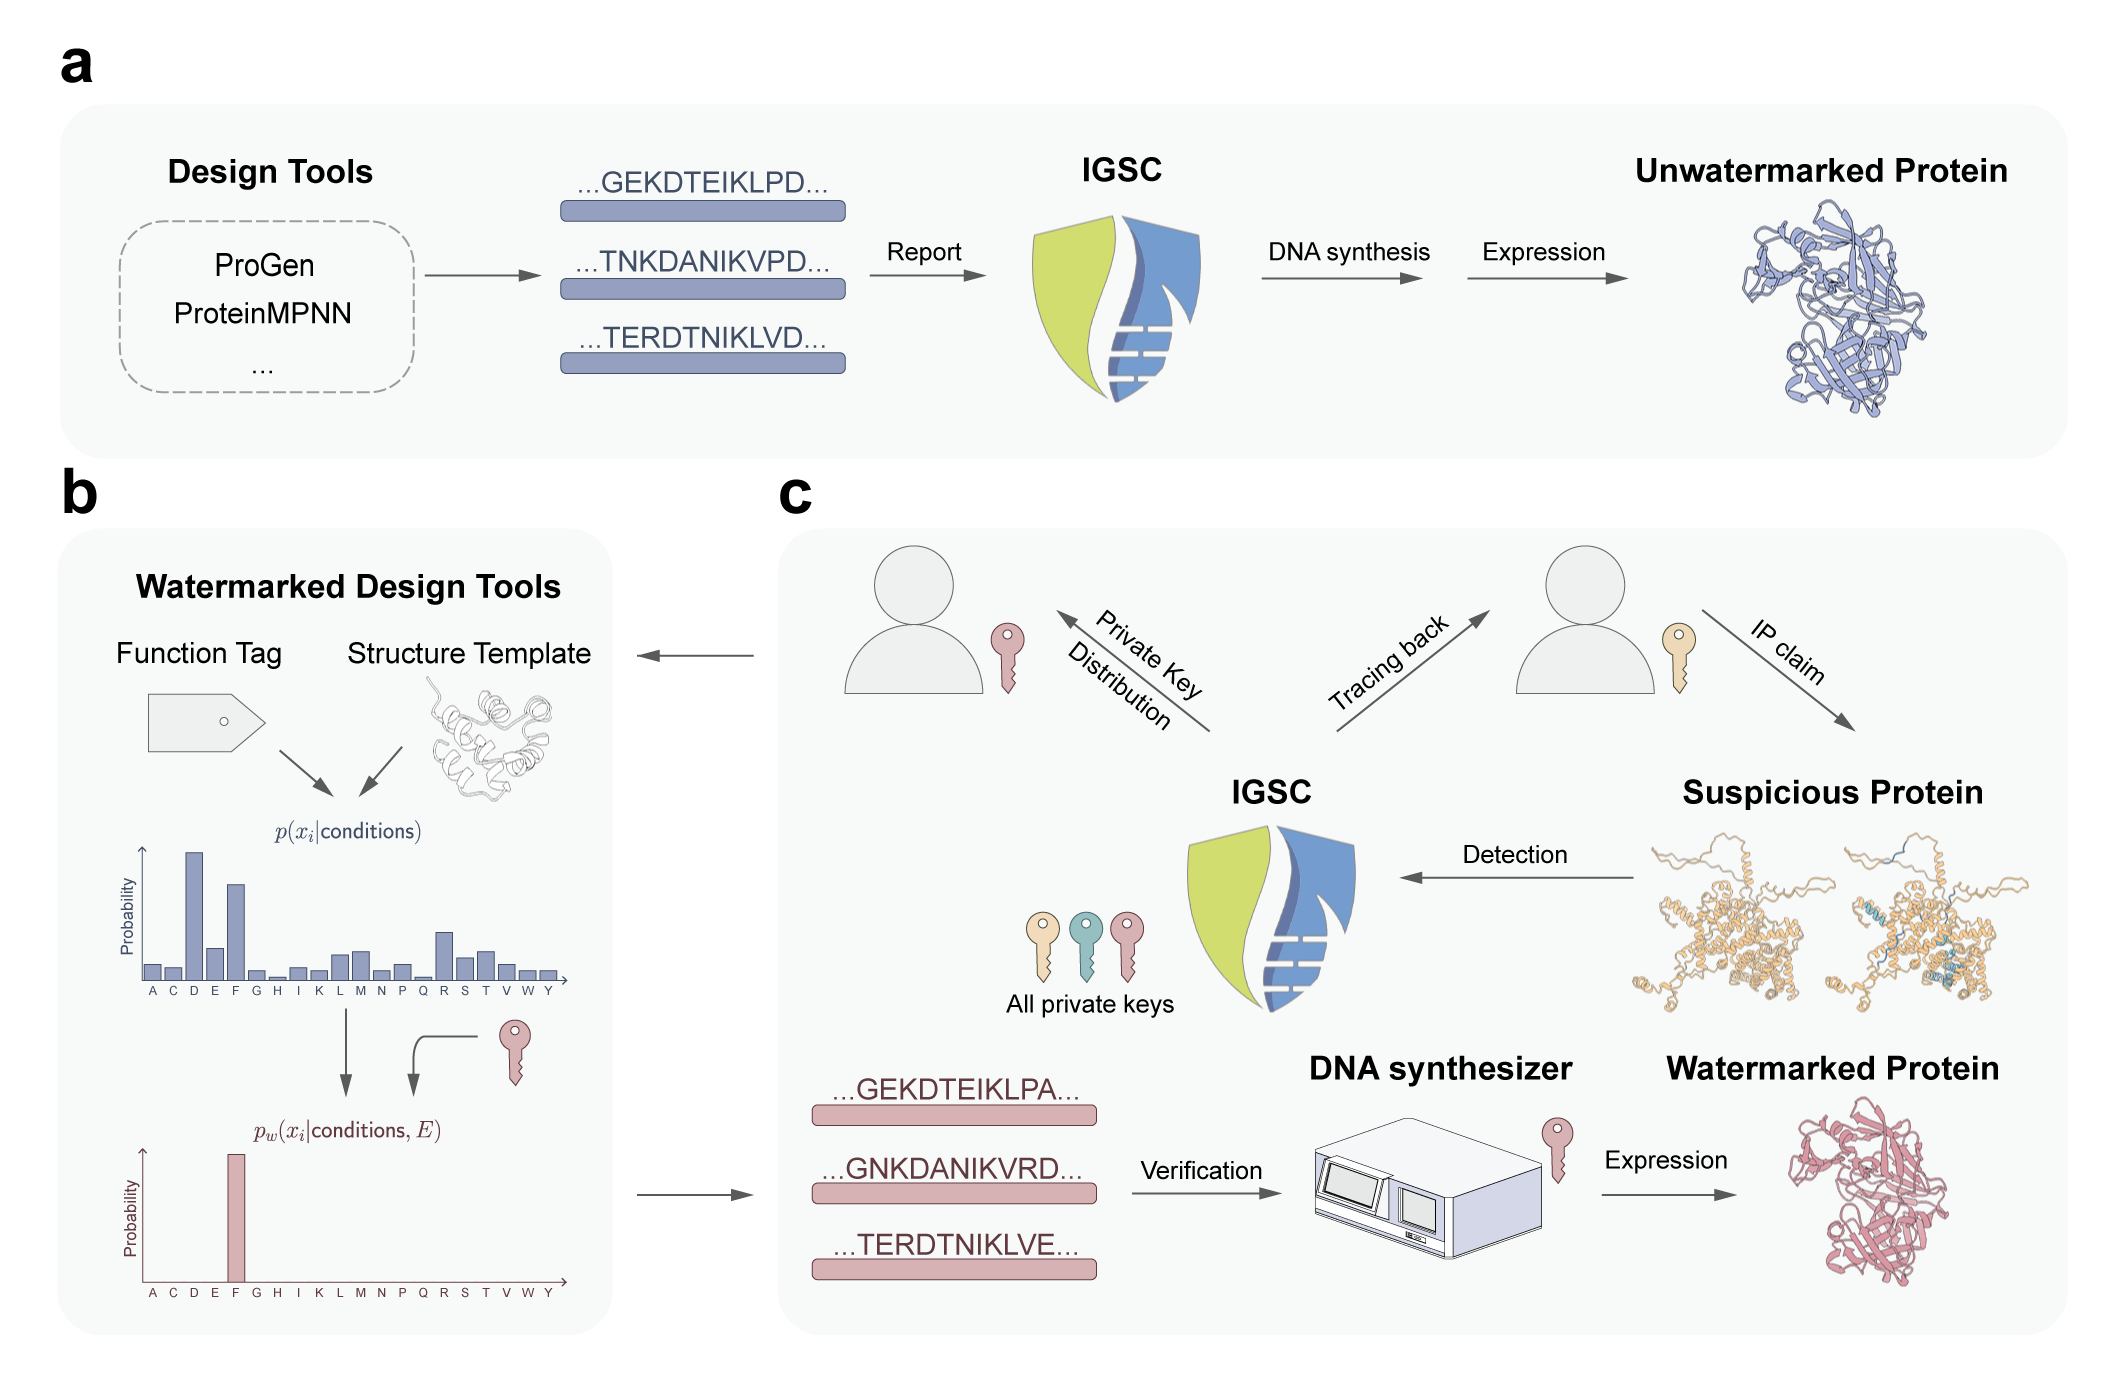 a
Design Tools
ProGen
ProteinMPNN
...
...GEKDTEIKLPD...
...TNKDANIKVPD...
...TERDTNIKLVD...
Report
IGSC
DNA synthesis
Expression
Unwatermarked Protein
b
Watermarked Design Tools
Function Tag
Structure Template
p(x_i|conditions)
Probability
A C D E F G H I K L M N P Q R S T V W Y
p_w(x_i|conditions, E)
Probability
A C D E F G H I K L M N P Q R S T V W Y
c
Private Key
Distribution
Tracing back
IP claim
IGSC
Suspicious Protein
Detection
All private keys
...GEKDTEIKLPA...
...GNKDANIKVRD...
...TERDTNIKLVE...
Verification
DNA synthesizer
Expression
Watermarked Protein